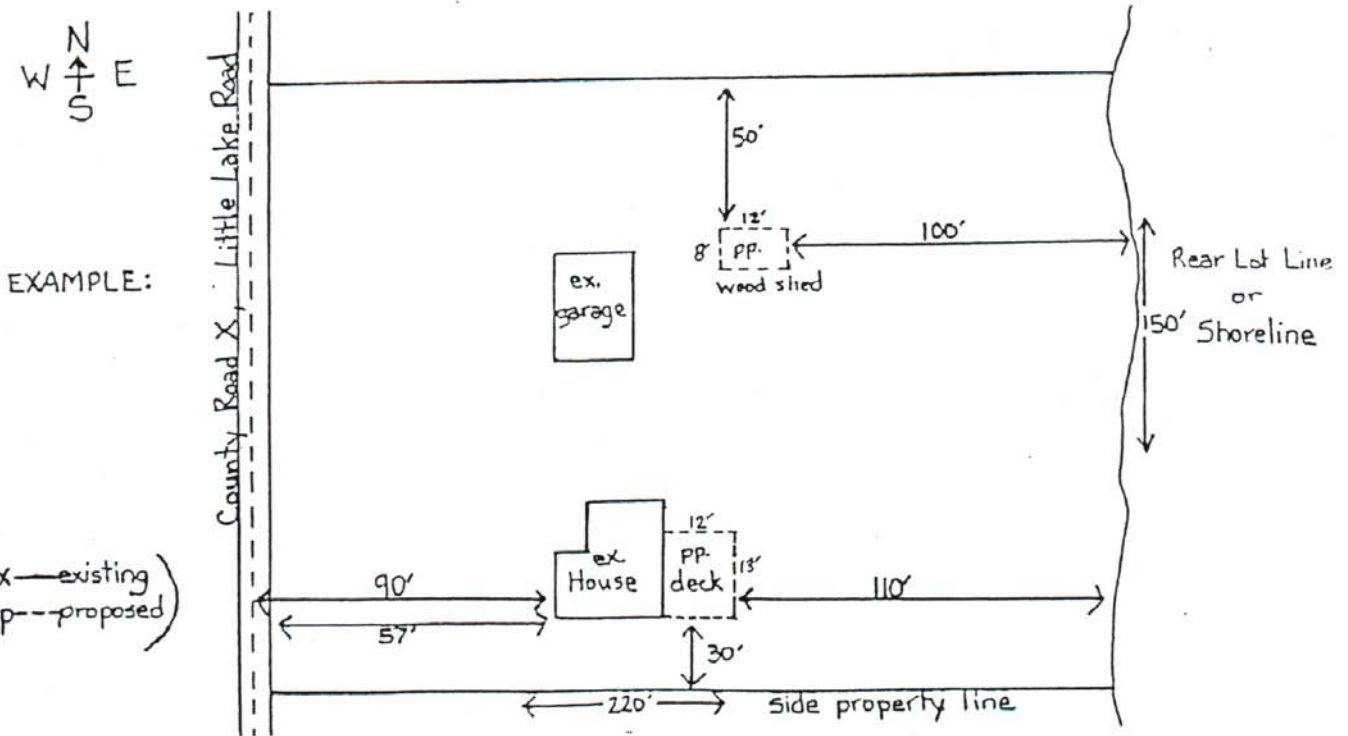 N
W E
S
EXAMPLE:
x—existing
p---proposed)
County Road X, Little Lake Road
50'
12'
8' pp.
wood shed
100'
ex.
garage
Rear Lot Line
or
150' Shoreline
12'
ex
House
pp.
deck
13'
90'
57'
110'
30'
220'
side property line